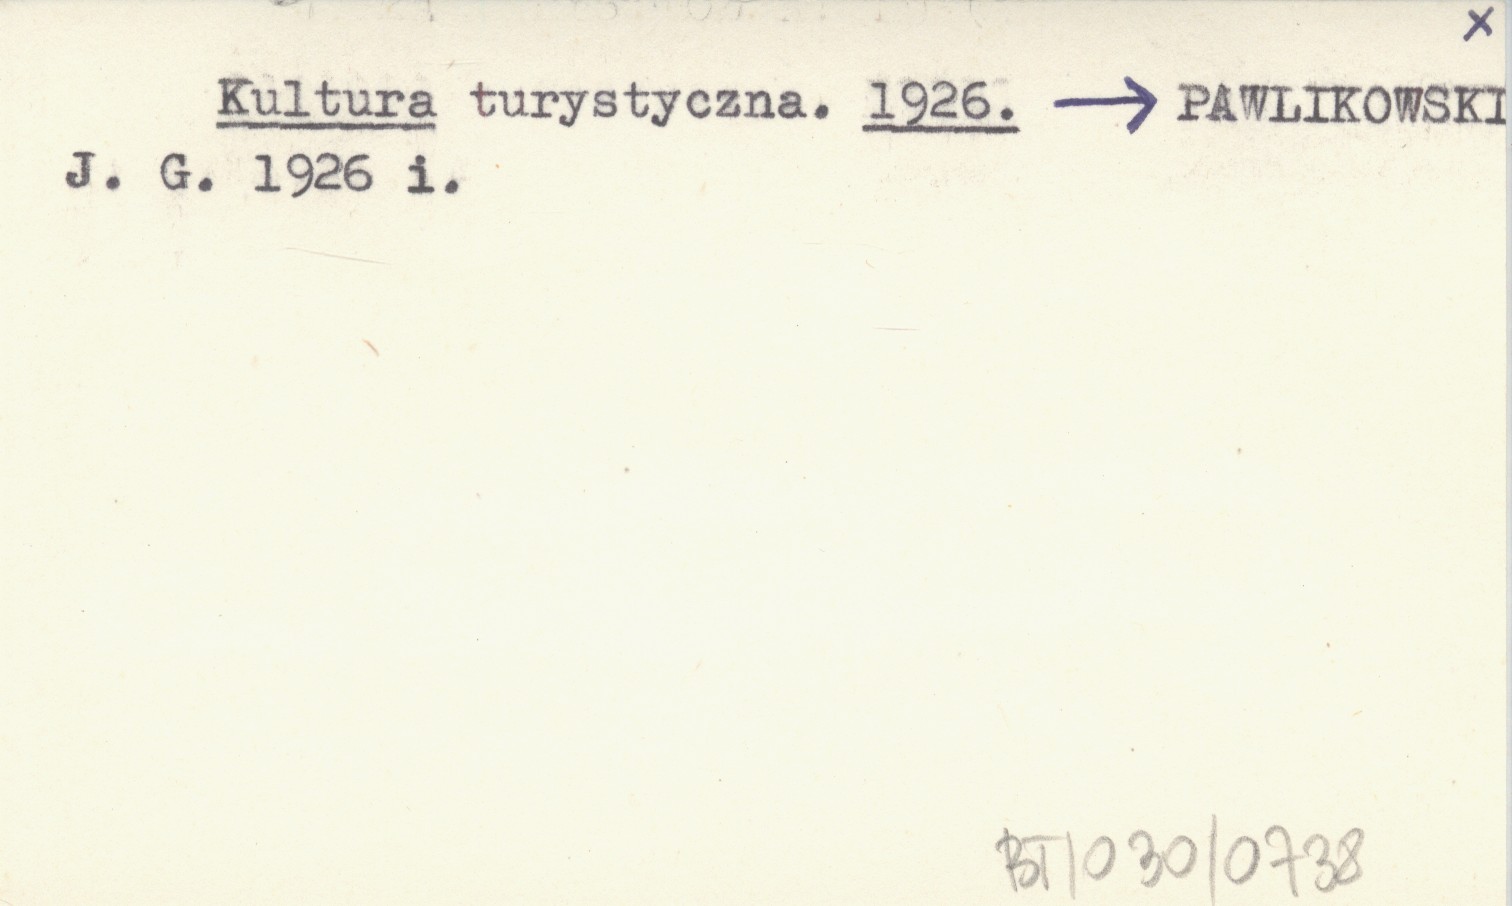 ×
Kultura turystyczna. 1926. → PAWLIKOWSKI
J. G. 1926 i.
BT/030/0738